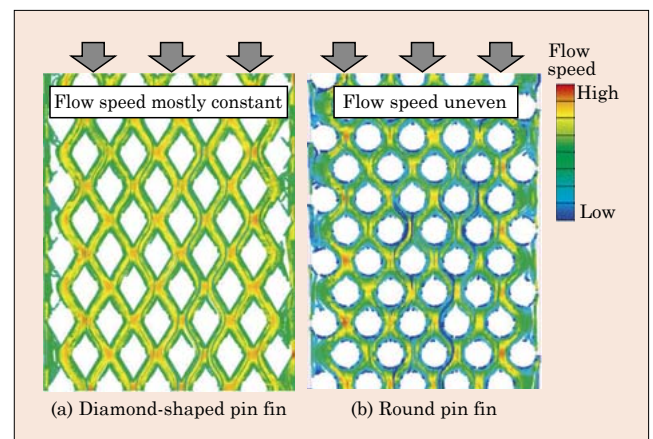 Flow speed mostly constant
Flow speed uneven
Flow
speed
High
Low
(a) Diamond-shaped pin fin
(b) Round pin fin